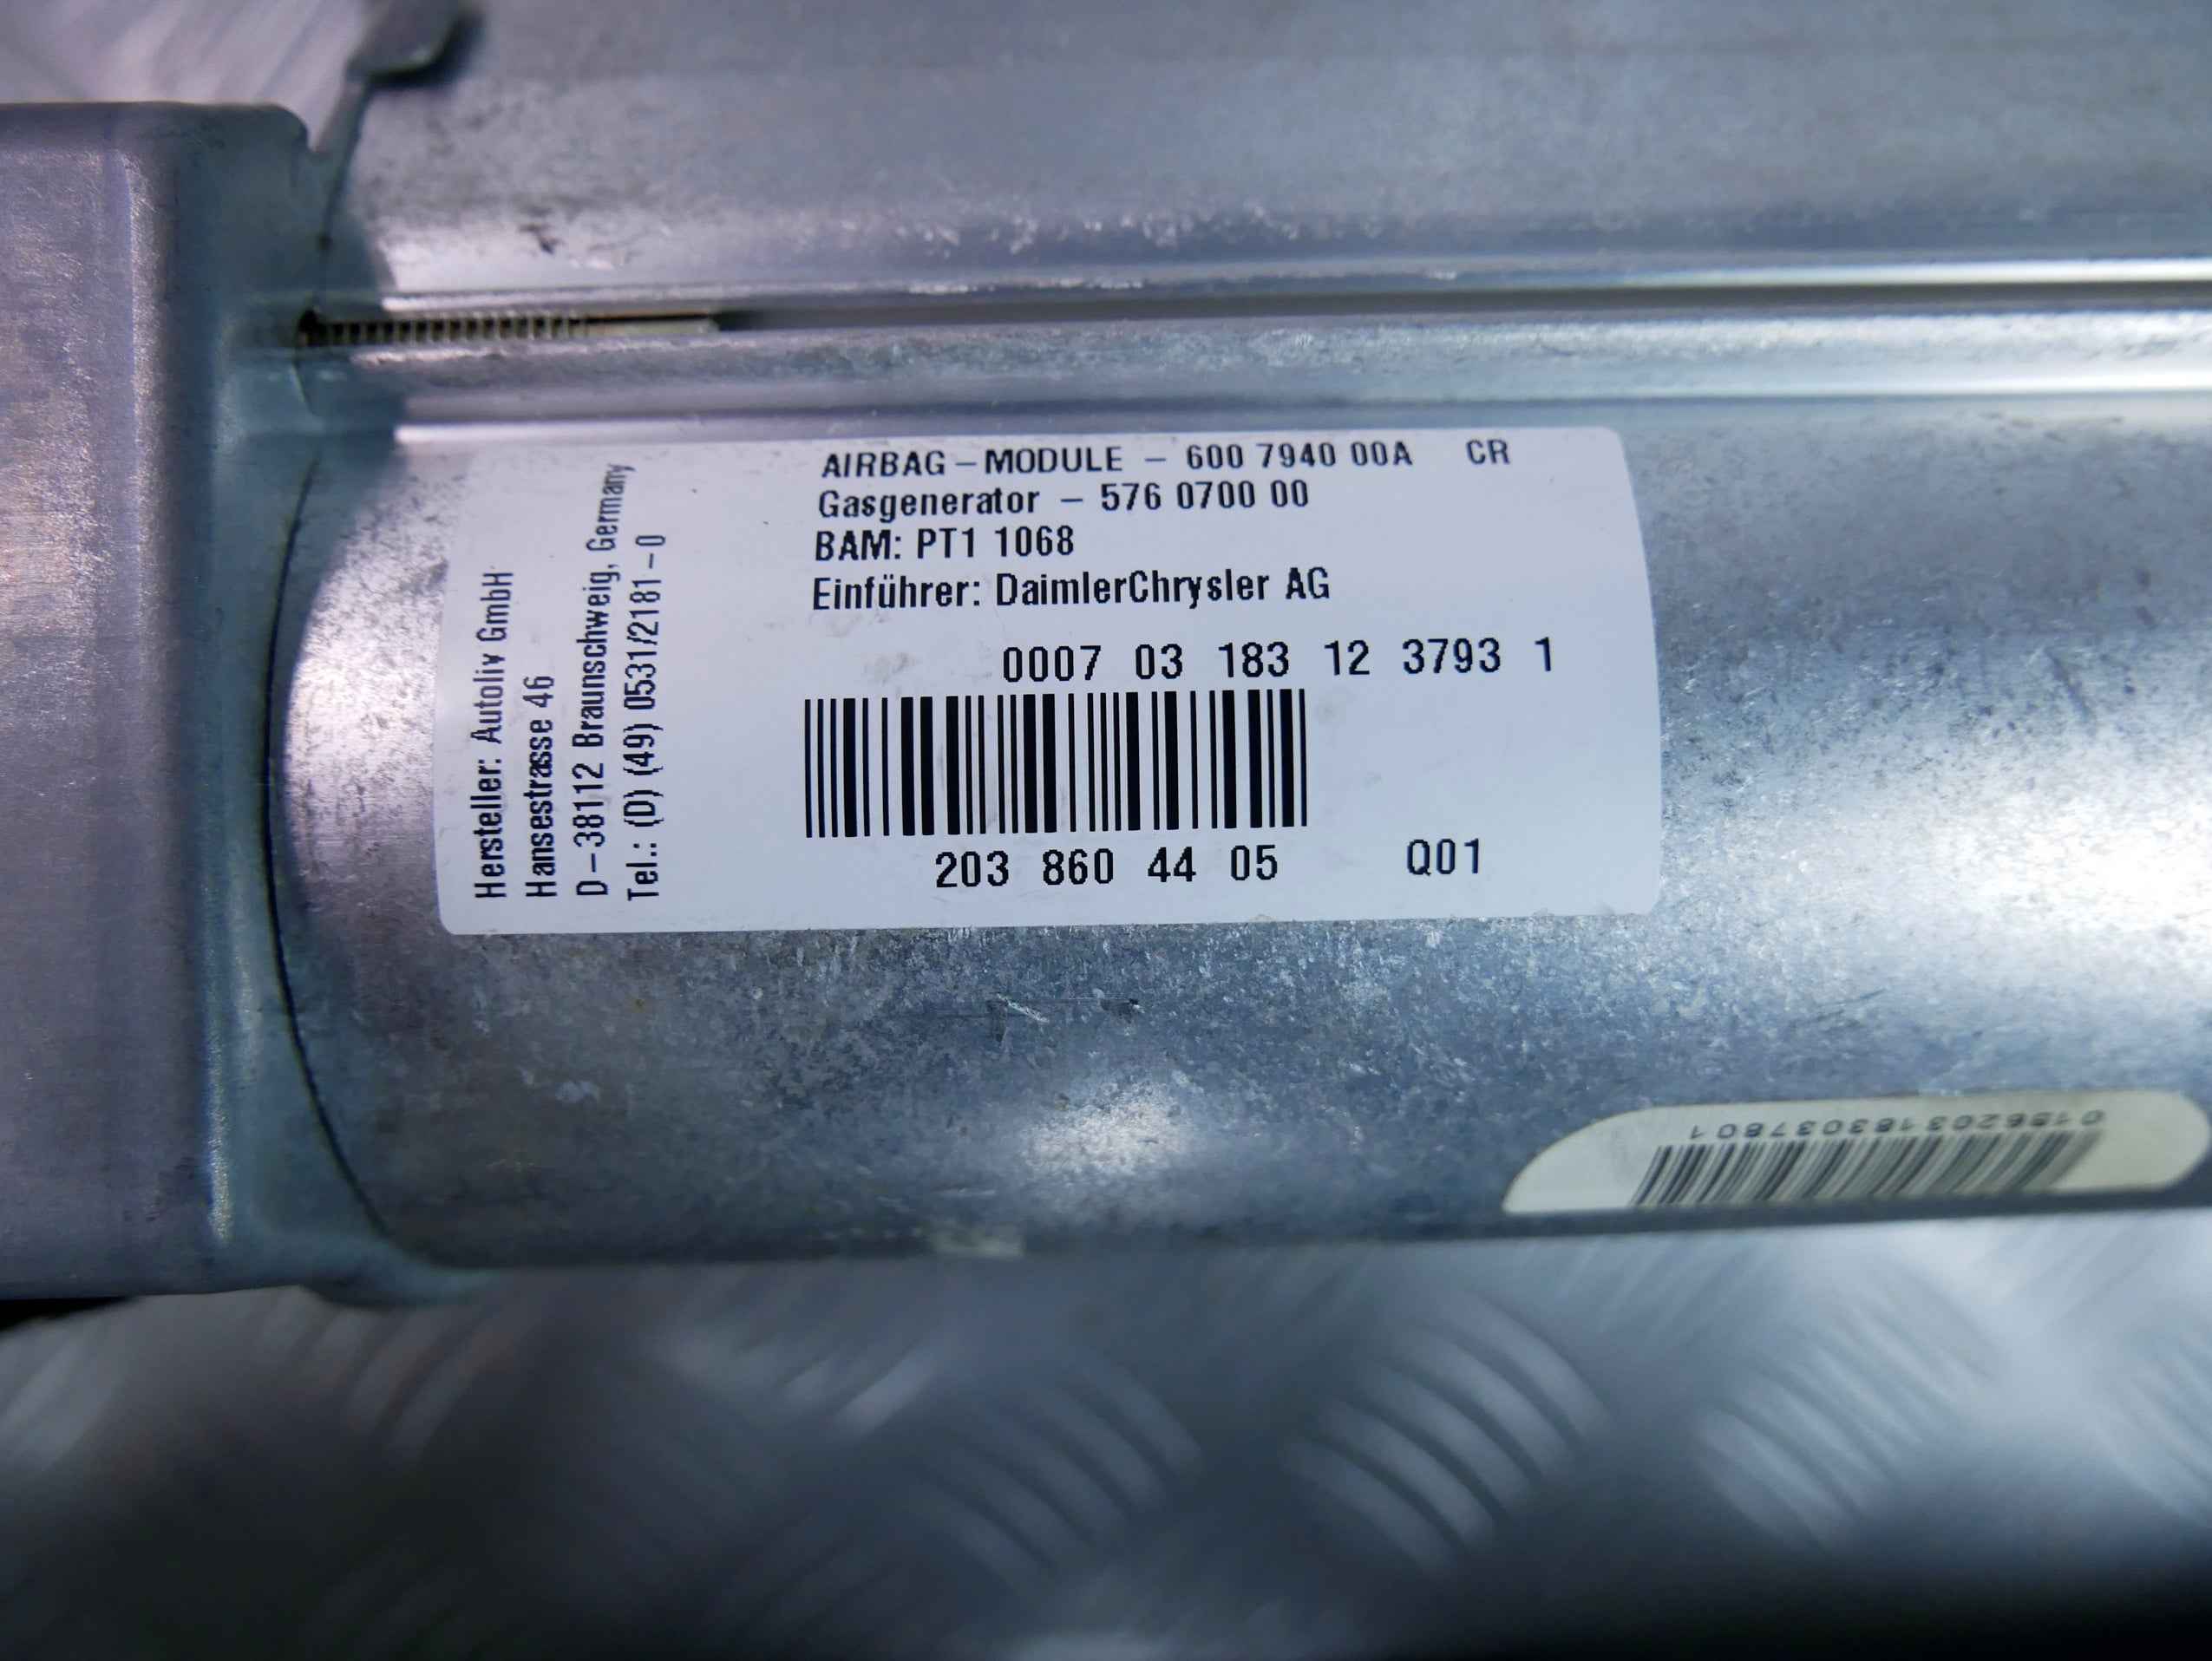 AIRBAG – MODULE – 600 7940 00A CR
Gasgenerator – 576 0700 00
BAM: PT1 1068
Einführer: DaimlerChrysler AG
0007 03 183 12 3793 1
203 860 44 05 Q01
Hersteller: Autoliv GmbH
Hansestrasse 46
D–38112 Braunschweig, Germany
Tel.: (D) (49) 0531/2181–0